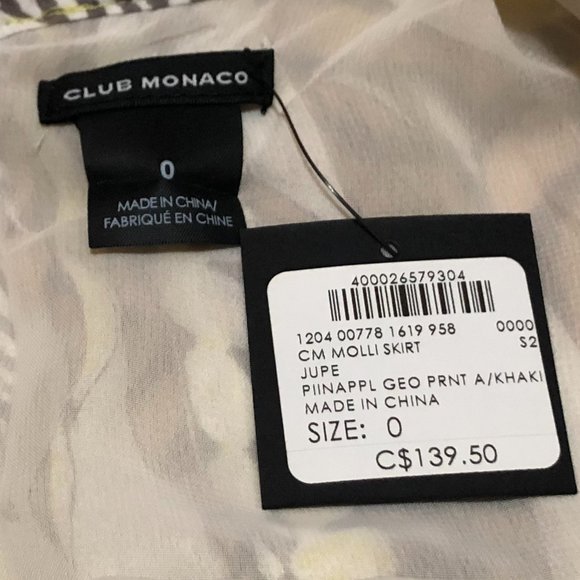 CLUB MONACO
0
MADE IN CHINA/
FABRIQUÉ EN CHINE
400026579304
1204 00778 1619 958 0000
CM MOLLI SKIRT S2
JUPE
PIINAPPL GEO PRNT A/KHAKI
MADE IN CHINA
SIZE: 0
C$139.50